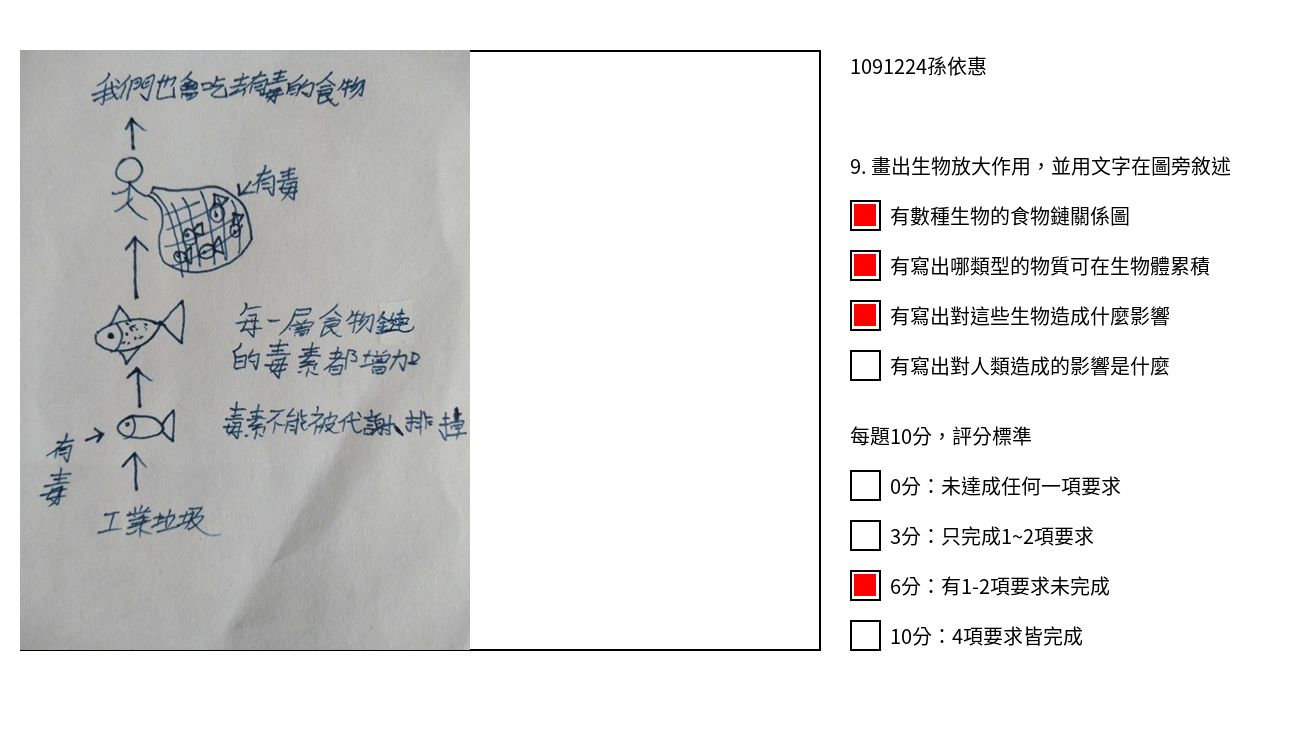 我們也會吃去有毒的食物
有毒
每一層食物鏈
的毒素都增加
毒素不能被代謝、排掉
有毒
工業垃圾
1091224孫依惠
9. 畫出生物放大作用，並用文字在圖旁敘述
有數種生物的食物鏈關係圖
有寫出哪類型的物質可在生物體累積
有寫出對這些生物造成什麼影響
有寫出對人類造成的影響是什麼
每題10分，評分標準
0分：未達成任何一項要求
3分：只完成1~2項要求
6分：有1-2項要求未完成
10分：4項要求皆完成